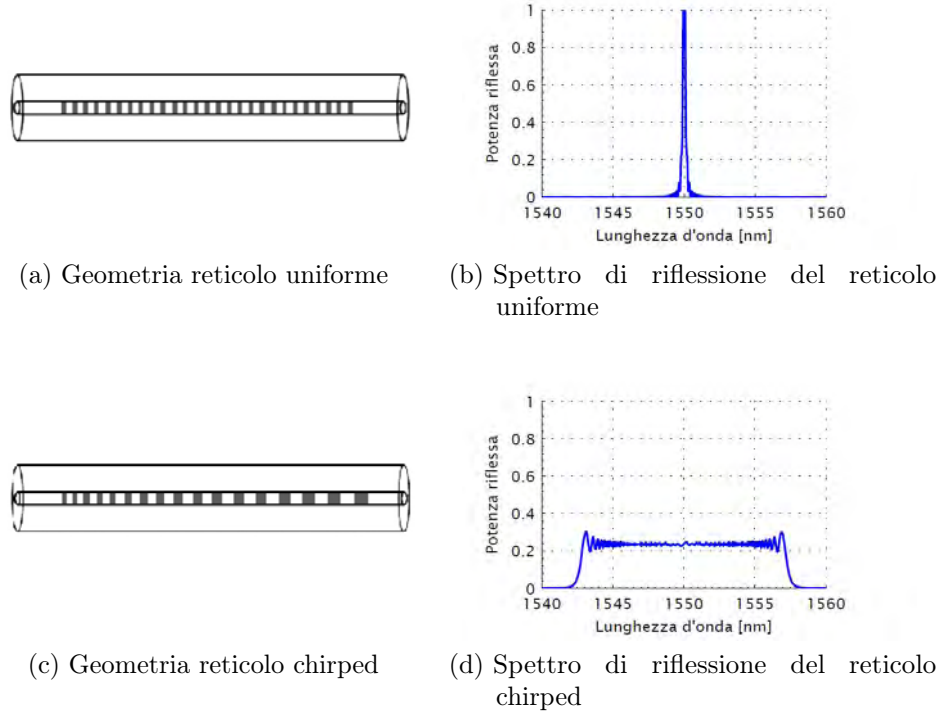 1
0.8
0.6
0.4
0.2
0
Potenza riflessa
1540 1545 1550 1555 1560
Lunghezza d'onda [nm]
(a) Geometria reticolo uniforme
(b) Spettro di riflessione del reticolo
uniforme
1
0.8
0.6
0.4
0.2
0
Potenza riflessa
1540 1545 1550 1555 1560
Lunghezza d'onda [nm]
(c) Geometria reticolo chirped
(d) Spettro di riflessione del reticolo
chirped